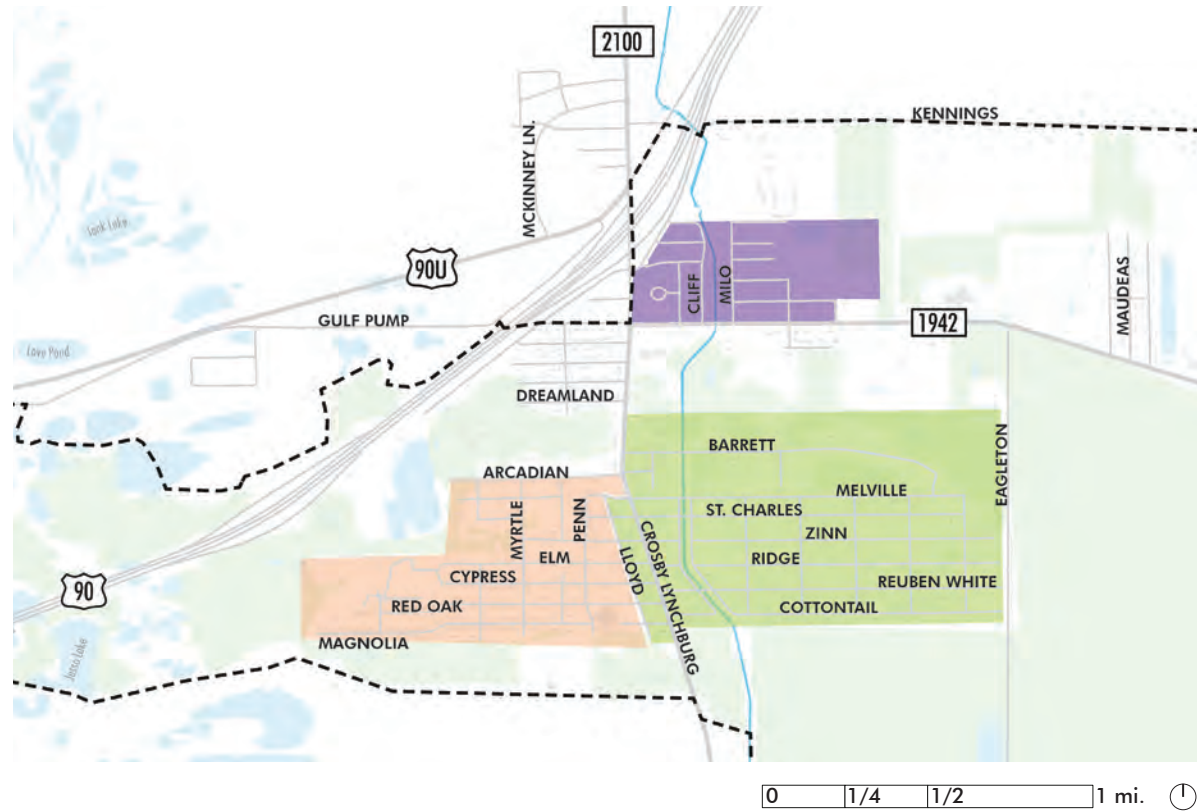 2100
KENNINGS
MCKINNEY LN.
Tank Lake
90U
CLIFF
MILO
MAUDEAS
GULF PUMP
1942
Lave Pond
DREAMLAND
BARRETT
EAGLETON
ARCADIAN
MELVILLE
MYRTLE
PENN
ST. CHARLES
ZINN
CROSBY LYNCHBURG
LLOYD
ELM
RIDGE
90
CYPRESS
REUBEN WHITE
RED OAK
COTTONTAIL
MAGNOLIA
0 1/4 1/2 1 mi.